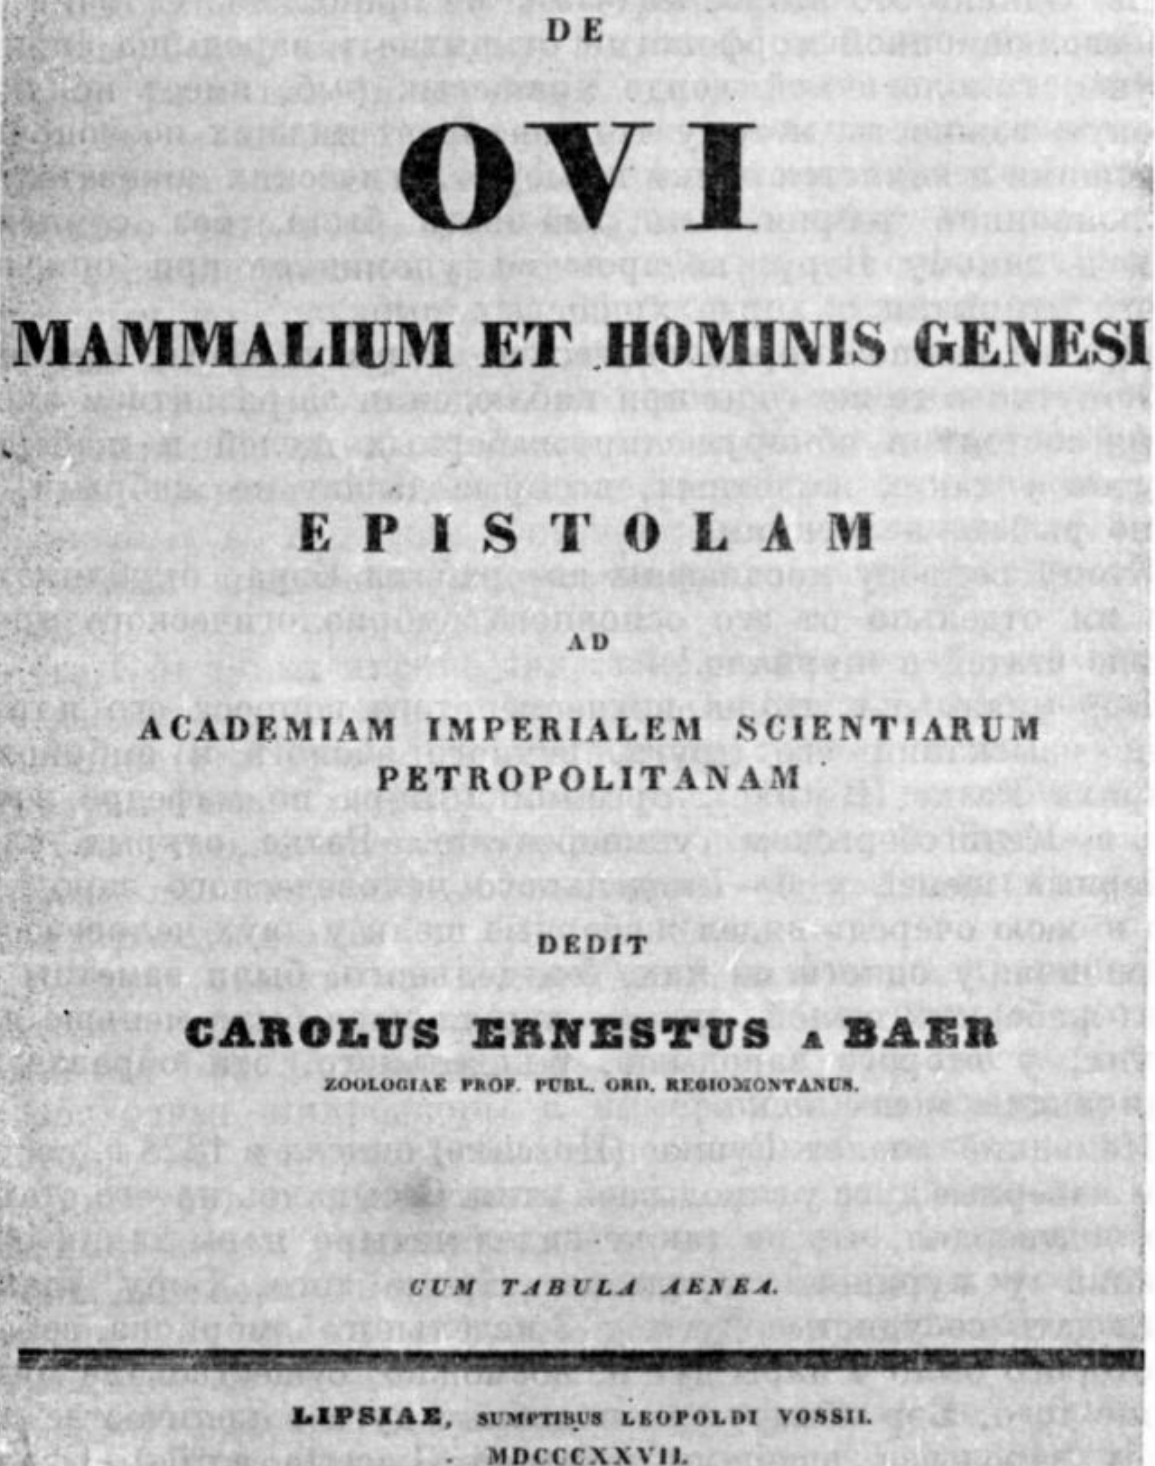 DE
OVI
MAMMALIUM ET HOMINIS GENESI
EPISTOLAM
AD
ACADEMIAM IMPERIALEM SCIENTIARUM
PETROPOLITANAM
DEDIT
CAROLUS ERNESTUS A BAER
ZOOLOGIAE PROF. PUBL. ORD. REGIOMONTANUS.
CUM TABULA AENEA.
LIPSIAE, SUMPTIBUS LEOPOLDI VOSSII.
MDCCCXXVII.